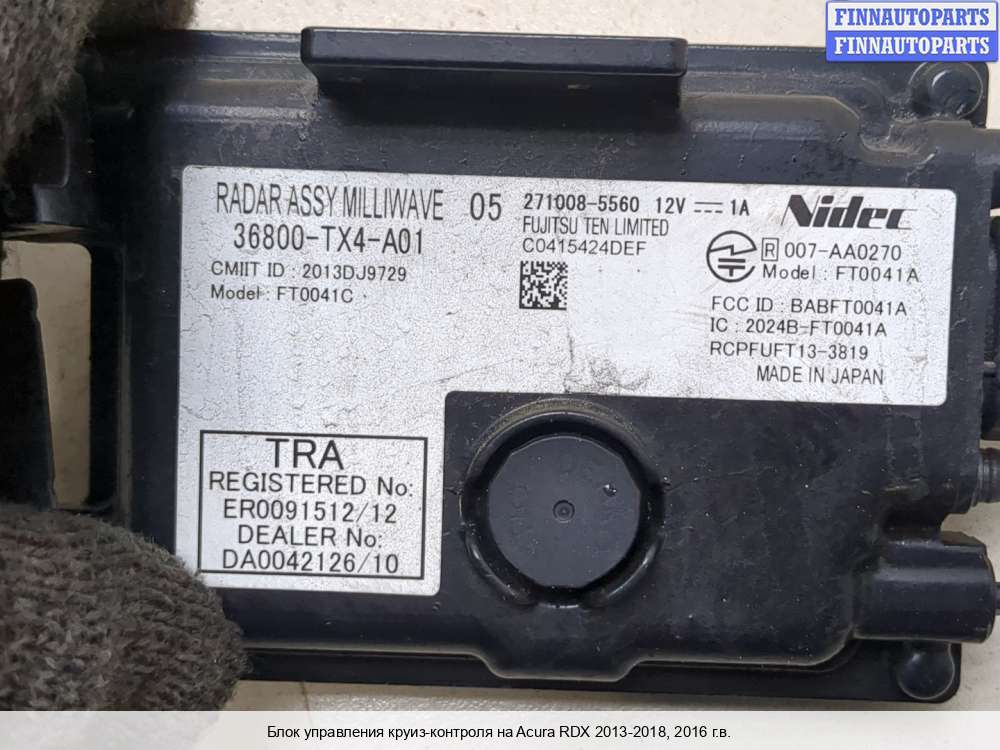 FINNAUTOPARTS
FINNAUTOPARTS
RADAR ASSY MILLIWAVE 05
36800-TX4-A01
CMIIT ID : 2013DJ9729
Model : FT0041C
271008-5560 12V 1A
FUJITSU TEN LIMITED
C0415424DEF
Nidec
R 007-AA0270
Model : FT0041A
FCC ID : BABFT0041A
IC : 2024B-FT0041A
RCPFUFT13-3819
MADE IN JAPAN
TRA
REGISTERED No:
ER0091512/12
DEALER No:
DA0042126/10
Блок управления круиз-контроля на Acura RDX 2013-2018, 2016 г.в.